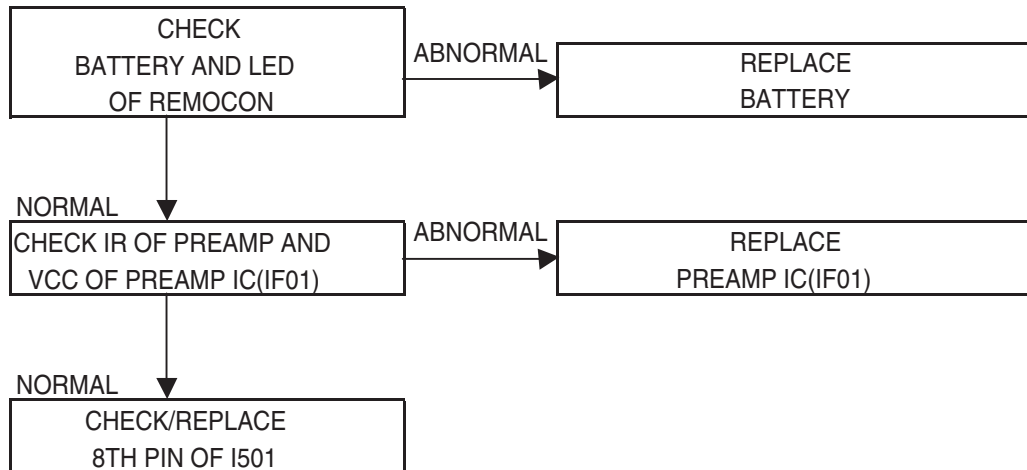 CHECK
BATTERY AND LED
OF REMOCON
ABNORMAL
REPLACE
BATTERY
NORMAL
CHECK IR OF PREAMP AND
VCC OF PREAMP IC(IF01)
ABNORMAL
REPLACE
PREAMP IC(IF01)
NORMAL
CHECK/REPLACE
8TH PIN OF I501